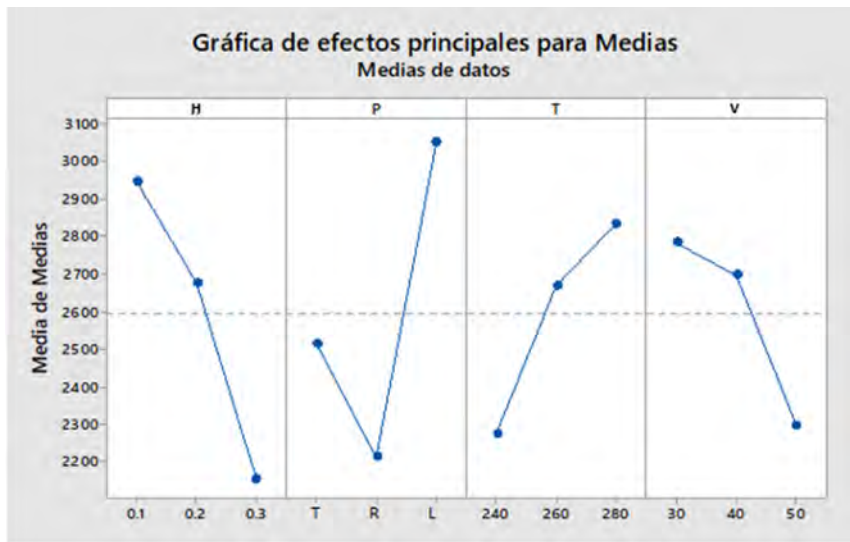 Gráfica de efectos principales para Medias
Medias de datos
H P T V
Media de Medias
3100
3000
2900
2800
2700
2600
2500
2400
2300
2200
0.1 0.2 0.3 T R L 240 260 280 30 40 50